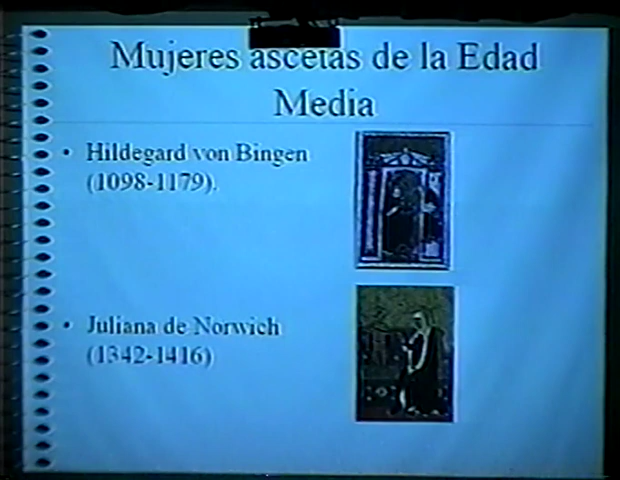 Mujeres ascetas de la Edad
Media
• Hildegard von Bingen
(1098-1179).
• Juliana de Norwich
(1342-1416)